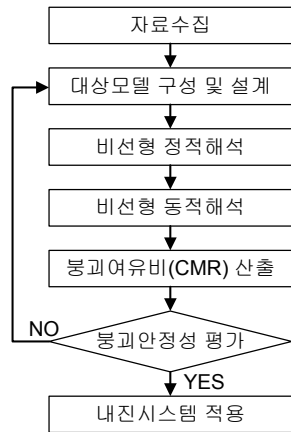 자료수집
대상모델 구성 및 설계
비선형 정적해석
비선형 동적해석
붕괴여유비(CMR) 산출
붕괴안정성 평가
NO
YES
내진시스템 적용